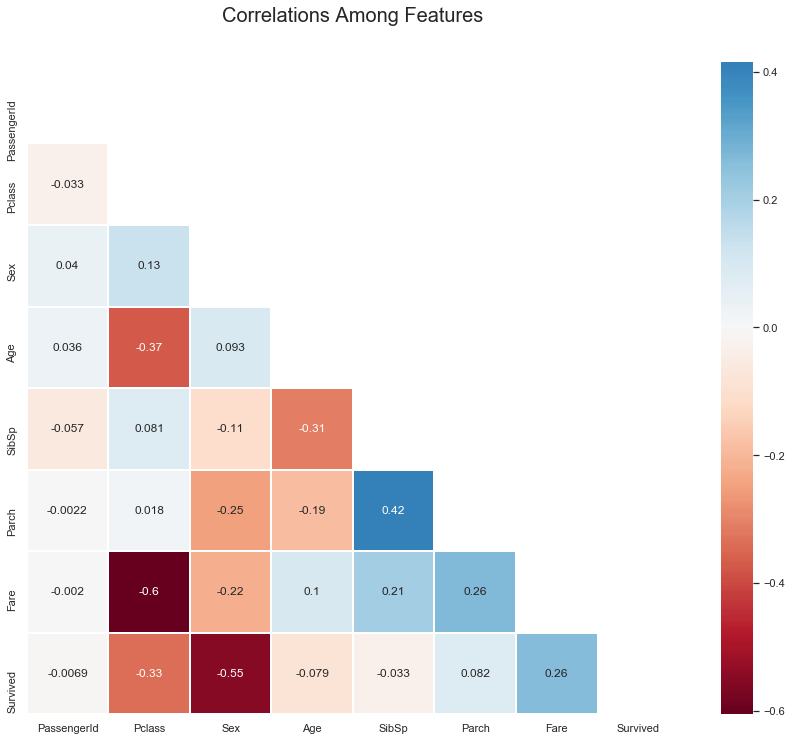 Correlations Among Features
PassengerId
Pclass -0.033
Sex 0.04 0.13
Age 0.036 -0.37 0.093
SibSp -0.057 0.081 -0.11 -0.31
Parch -0.0022 0.018 -0.25 -0.19 0.42
Fare -0.002 -0.6 -0.22 0.1 0.21 0.26
Survived -0.0069 -0.33 -0.55 -0.079 -0.033 0.082 0.26
PassengerId Pclass Sex Age SibSp Parch Fare Survived
0.4
0.2
0.0
−0.2
−0.4
−0.6